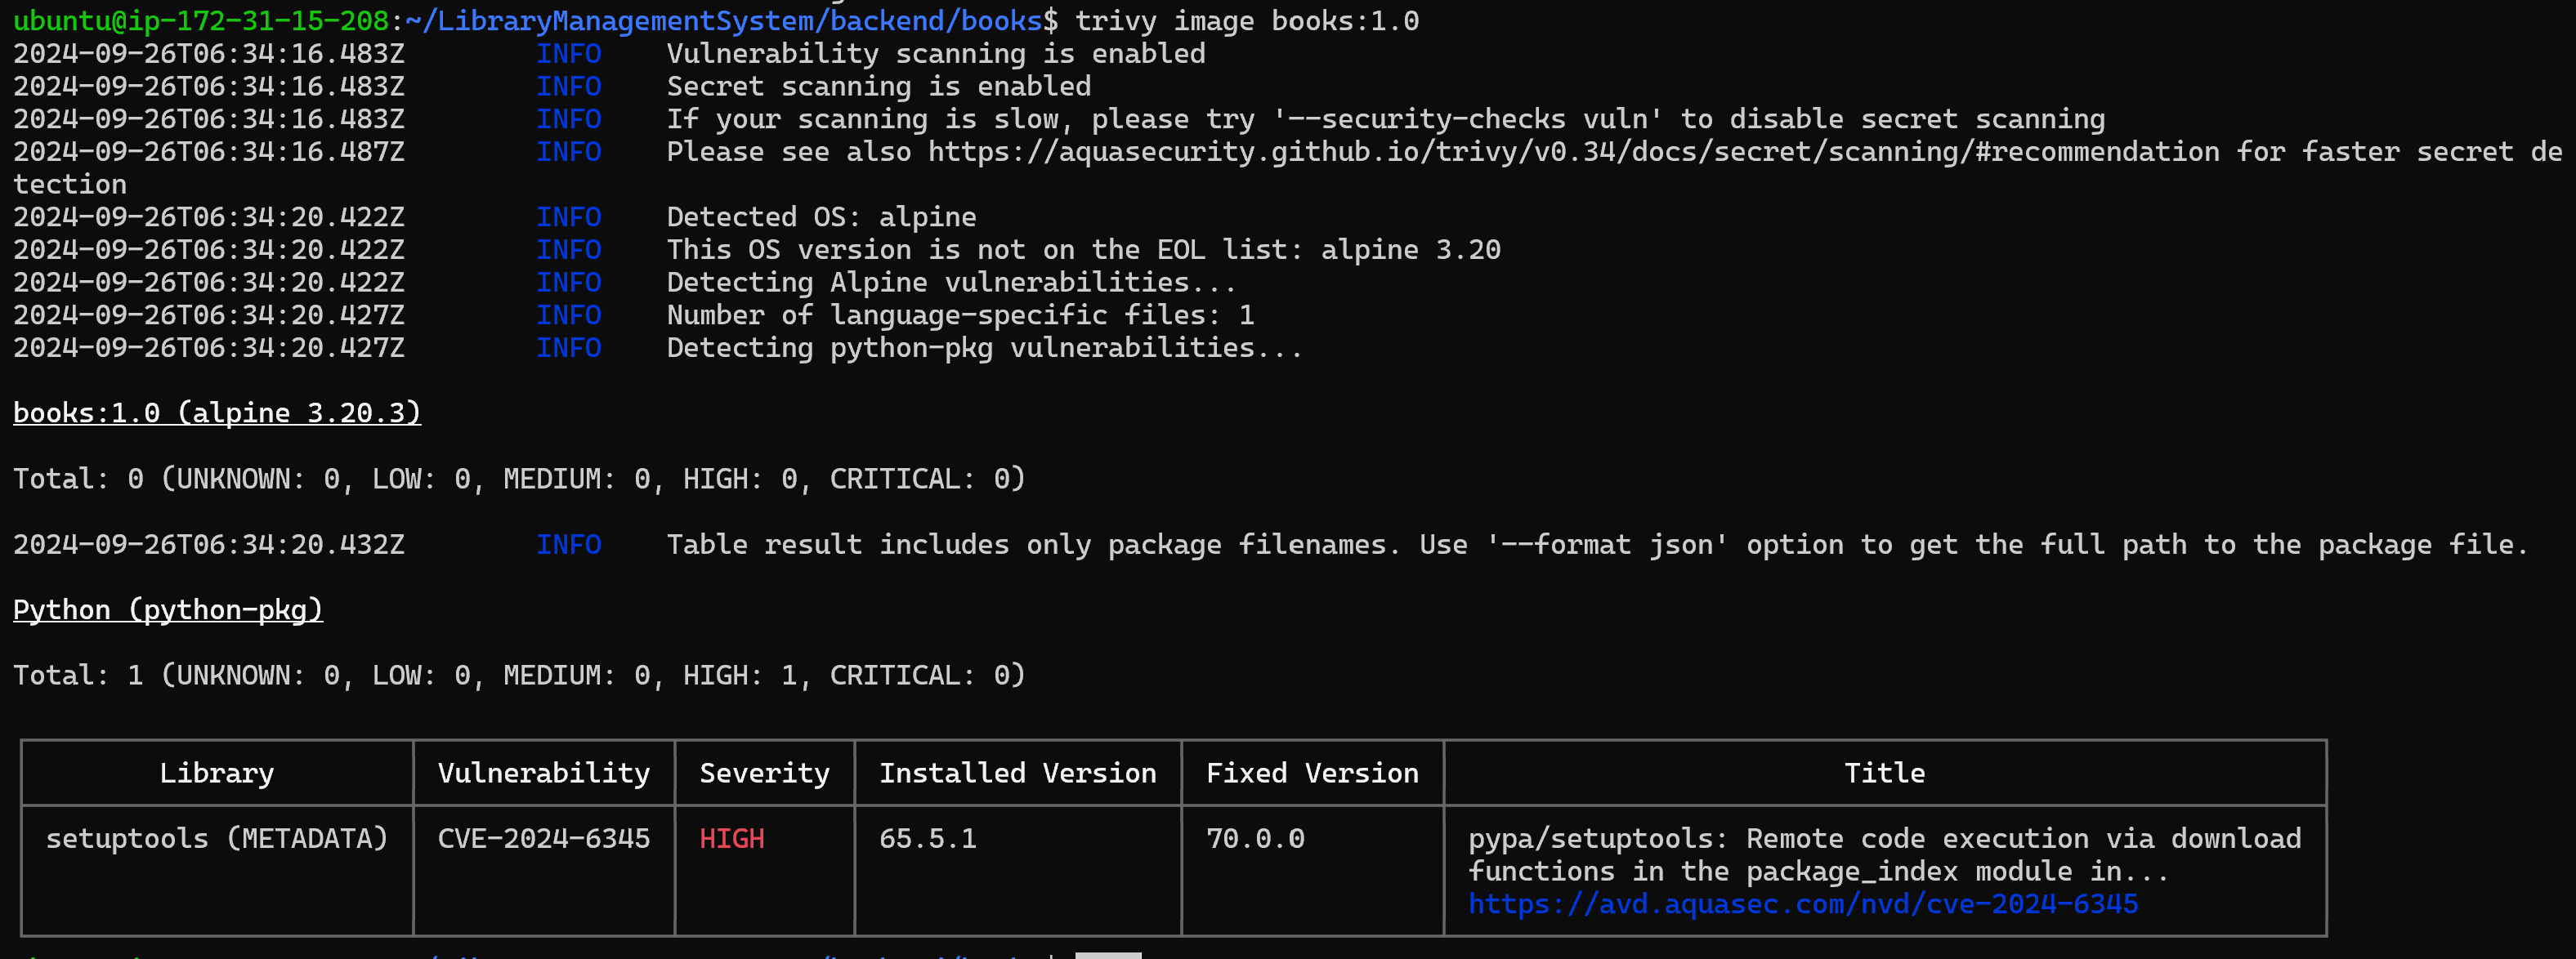 ubuntu@ip-172-31-15-208:~/LibraryManagementSystem/backend/books$ trivy image books:1.0
2024-09-26T06:34:16.483Z INFO Vulnerability scanning is enabled
2024-09-26T06:34:16.483Z INFO Secret scanning is enabled
2024-09-26T06:34:16.483Z INFO If your scanning is slow, please try '--security-checks vuln' to disable secret scanning
2024-09-26T06:34:16.487Z INFO Please see also https://aquasecurity.github.io/trivy/v0.34/docs/secret/scanning/#recommendation for faster secret de
tection
2024-09-26T06:34:20.422Z INFO Detected OS: alpine
2024-09-26T06:34:20.422Z INFO This OS version is not on the EOL list: alpine 3.20
2024-09-26T06:34:20.422Z INFO Detecting Alpine vulnerabilities...
2024-09-26T06:34:20.427Z INFO Number of language-specific files: 1
2024-09-26T06:34:20.427Z INFO Detecting python-pkg vulnerabilities...
books:1.0 (alpine 3.20.3)
Total: 0 (UNKNOWN: 0, LOW: 0, MEDIUM: 0, HIGH: 0, CRITICAL: 0)
2024-09-26T06:34:20.432Z INFO Table result includes only package filenames. Use '--format json' option to get the full path to the package file.
Python (python-pkg)
Total: 1 (UNKNOWN: 0, LOW: 0, MEDIUM: 0, HIGH: 1, CRITICAL: 0)
Library Vulnerability Severity Installed Version Fixed Version Title
setuptools (METADATA) CVE-2024-6345 HIGH 65.5.1 70.0.0 pypa/setuptools: Remote code execution via download
functions in the package_index module in...
https://avd.aquasec.com/nvd/cve-2024-6345